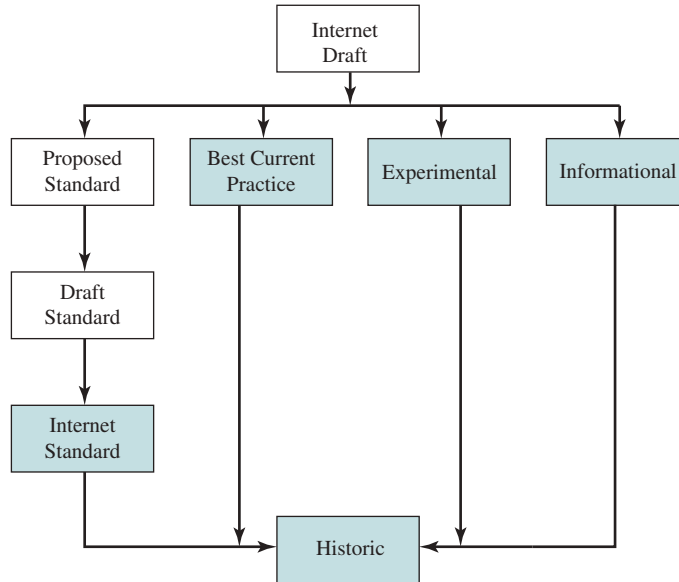 Internet
Draft
Proposed
Standard
Best Current
Practice
Experimental
Informational
Draft
Standard
Internet
Standard
Historic